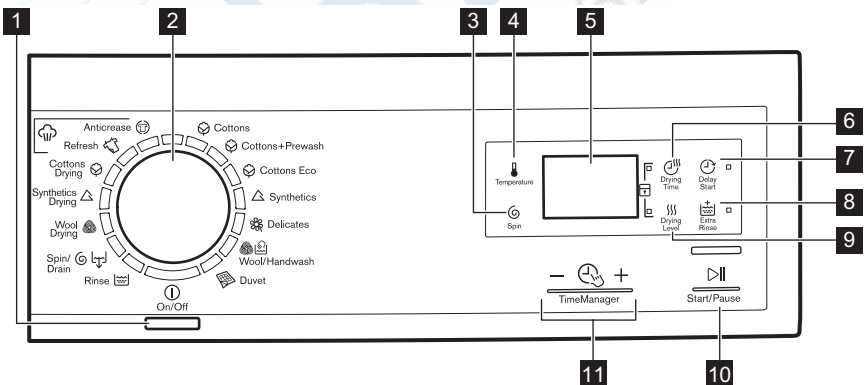 1
2
3
4
5
6
7
8
9
10
11
Anticrease
Refresh
Cottons
Drying
Synthetics
Drying
Wool
Drying
Spin/
Drain
Rinse
On/Off
Cottons
Cottons+Prewash
Cottons Eco
Synthetics
Delicates
Wool/Handwash
Duvet
Temperature
Spin
Drying
Time
Delay
Start
Drying
Level
+
Extra
Rinse
− +
TimeManager
Start/Pause